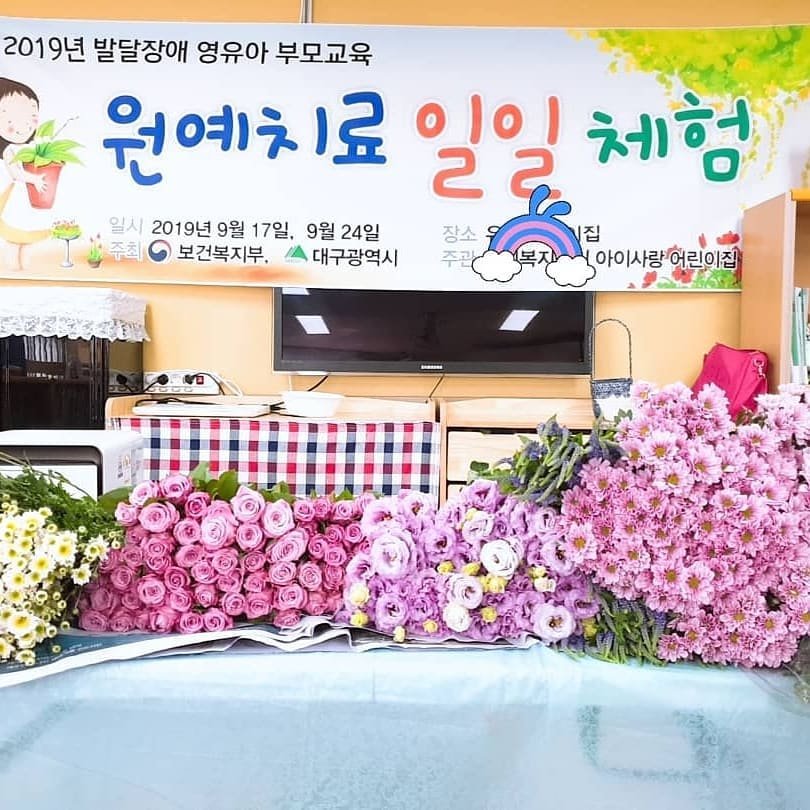 2019년 발달장애 영유아 부모교육
원예치료 일일 체험
일시 2019년 9월 17일, 9월 24일
장소
주최 보건복지부, 대구광역시
주관 아이사랑 어린이집